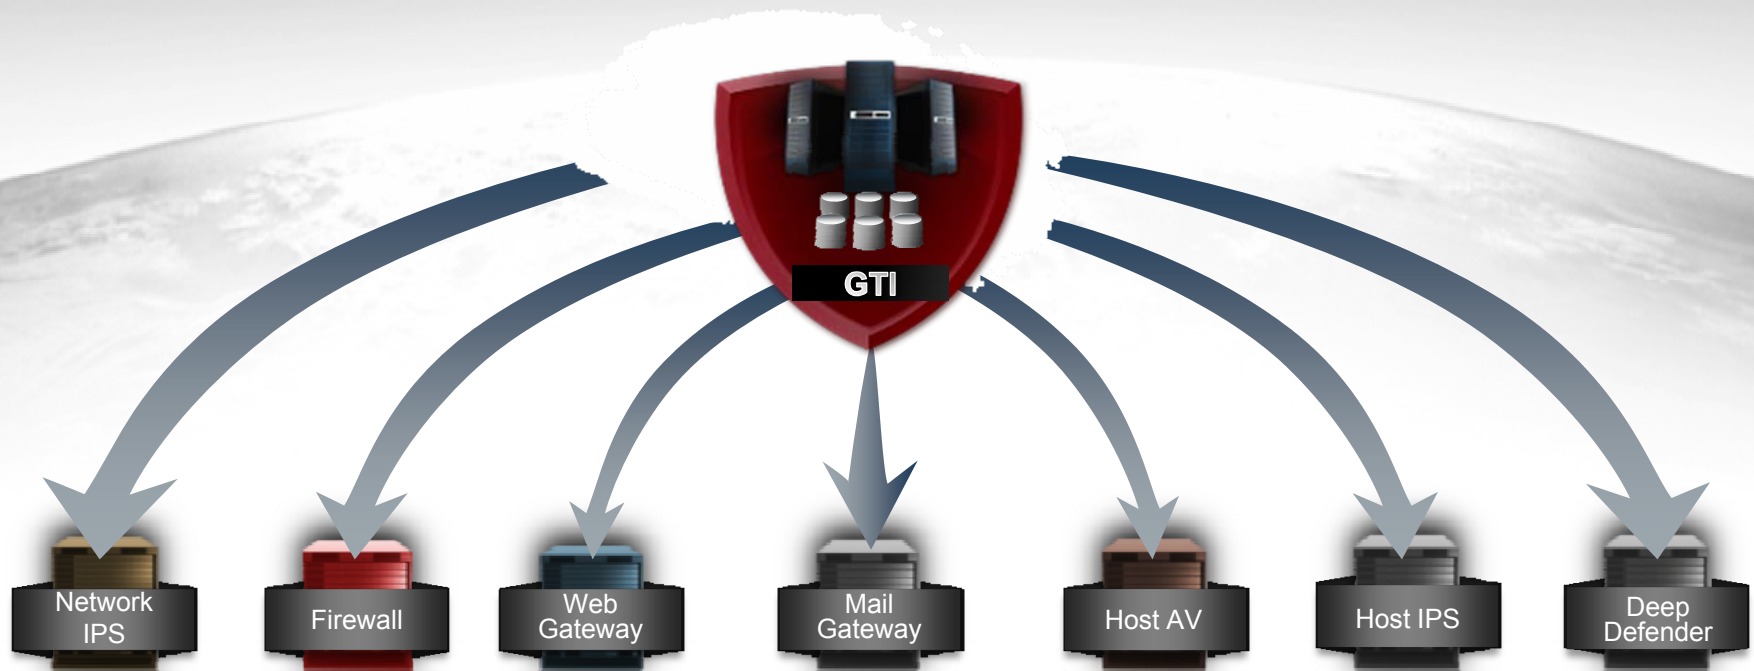 GTI
Network
IPS
Firewall
Web
Gateway
Mail
Gateway
Host AV
Host IPS
Deep
Defender